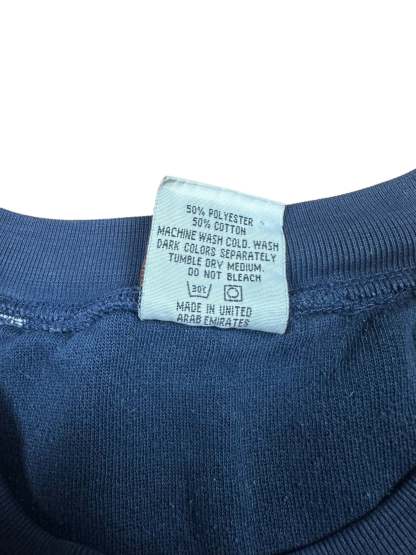 50% POLYESTER
50% COTTON
MACHINE WASH COLD. WASH
DARK COLORS SEPARATELY
TUMBLE DRY MEDIUM.
DO NOT BLEACH
30℃
MADE IN UNITED
ARAB EMIRATES